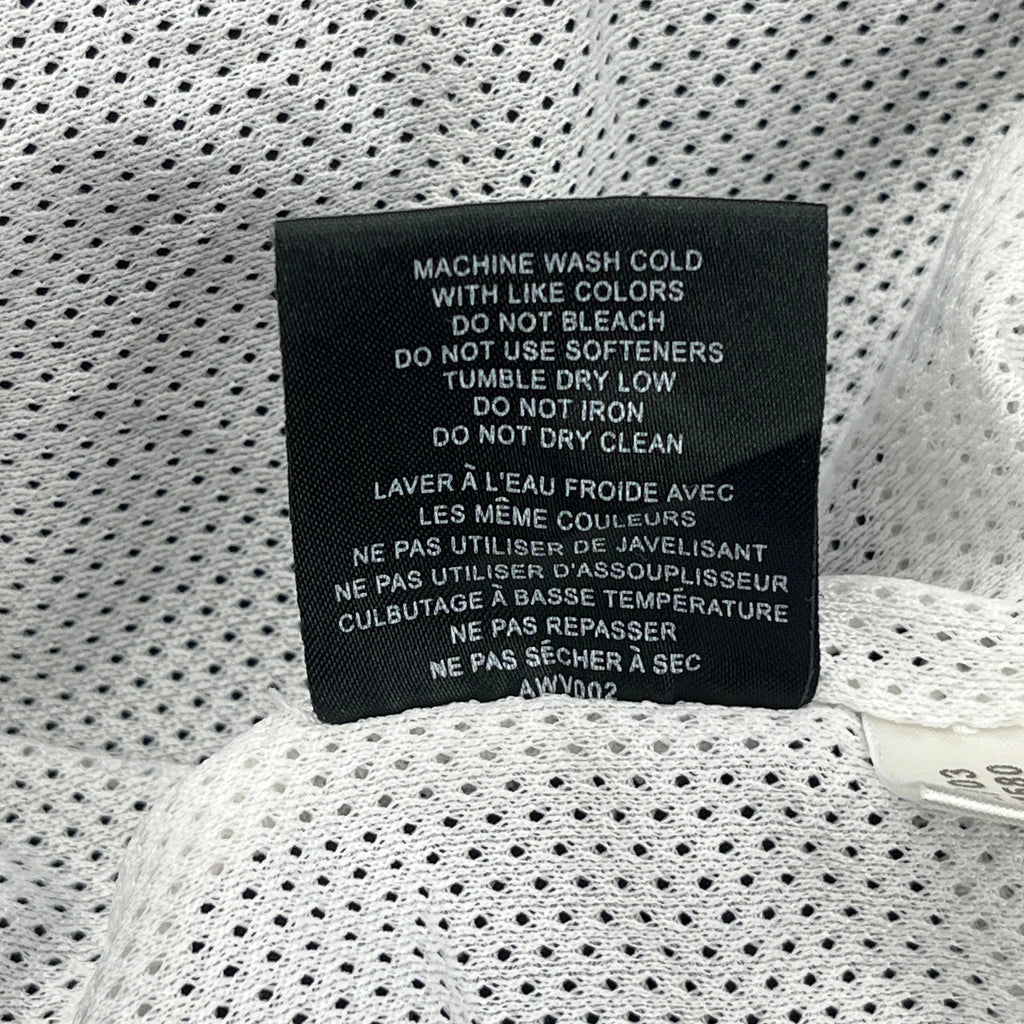 MACHINE WASH COLD
WITH LIKE COLORS
DO NOT BLEACH
DO NOT USE SOFTENERS
TUMBLE DRY LOW
DO NOT IRON
DO NOT DRY CLEAN
LAVER À L'EAU FROIDE AVEC
LES MÊME COULEURS
NE PAS UTILISER DE JAVELISANT
NE PAS UTILISER D'ASSOUPLISSEUR
CULBUTAGE À BASSE TEMPÉRATURE
NE PAS REPASSER
NE PAS SÉCHER À SEC
AWV002
03